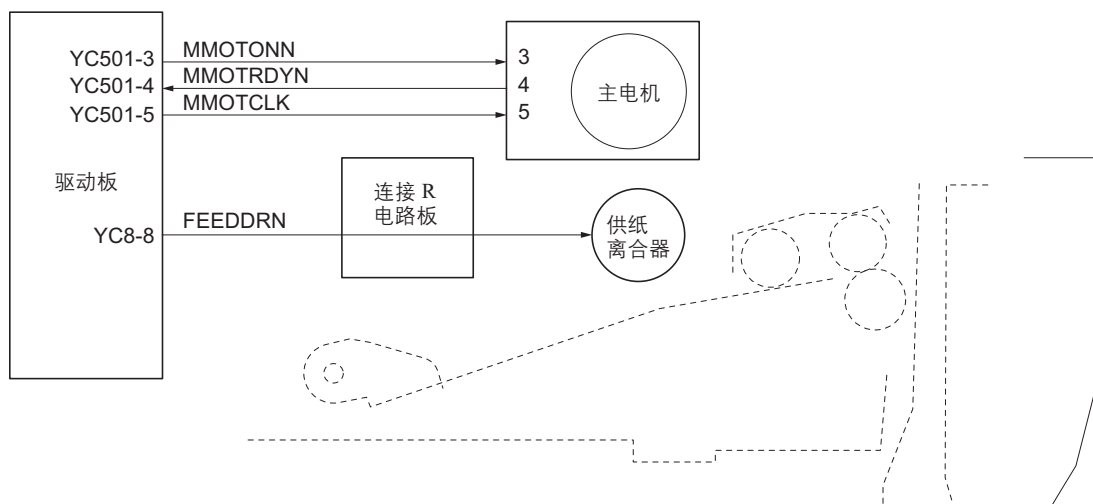 YC501-3 MMOTONN 3
YC501-4 MMOTRDYN 4
YC501-5 MMOTCLK 5
主电机
驱动板
连接 R
电路板
YC8-8 FEEDDRN
供纸
离合器